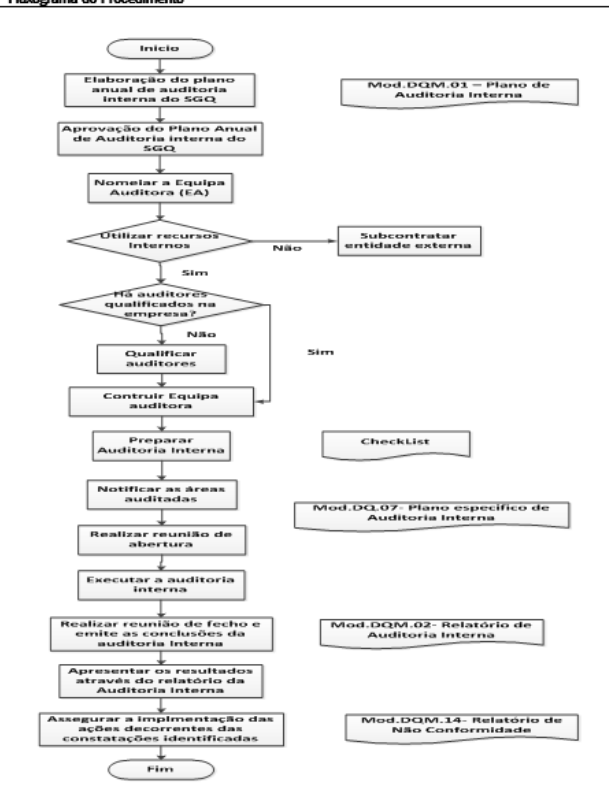 Fluxograma do Procedimento
Inicio
Elaboração do plano
anual de auditoria
interna do SGQ
Mod.DQM.01 – Plano de
Auditoria Interna
Aprovação do Plano Anual
de Auditoria interna do
SGQ
Nomeiar a Equipa
Auditora (EA)
Utilizar recursos
Internos
Não
Subcontratar
entidade externa
Sim
Há auditores
qualificados na
empresa?
Não
Sim
Qualificar
auditores
Contruir Equipa
auditora
Preparar
Auditoria Interna
CheckList
Notificar as áreas
auditadas
Mod.DQ.07- Plano especifico de
Auditoria Interna
Realizar reunião de
abertura
Executar a auditoria
interna
Realizar reunião de fecho e
emite as conclusões da
auditoria Interna
Mod.DQM.02- Relatório de
Auditoria Interna
Apresentar os resultados
através do relatório da
Auditoria Interna
Assegurar a implmentação das
ações decorrentes das
constatações identificadas
Mod.DQM.14- Relatório de
Não Conformidade
Fim